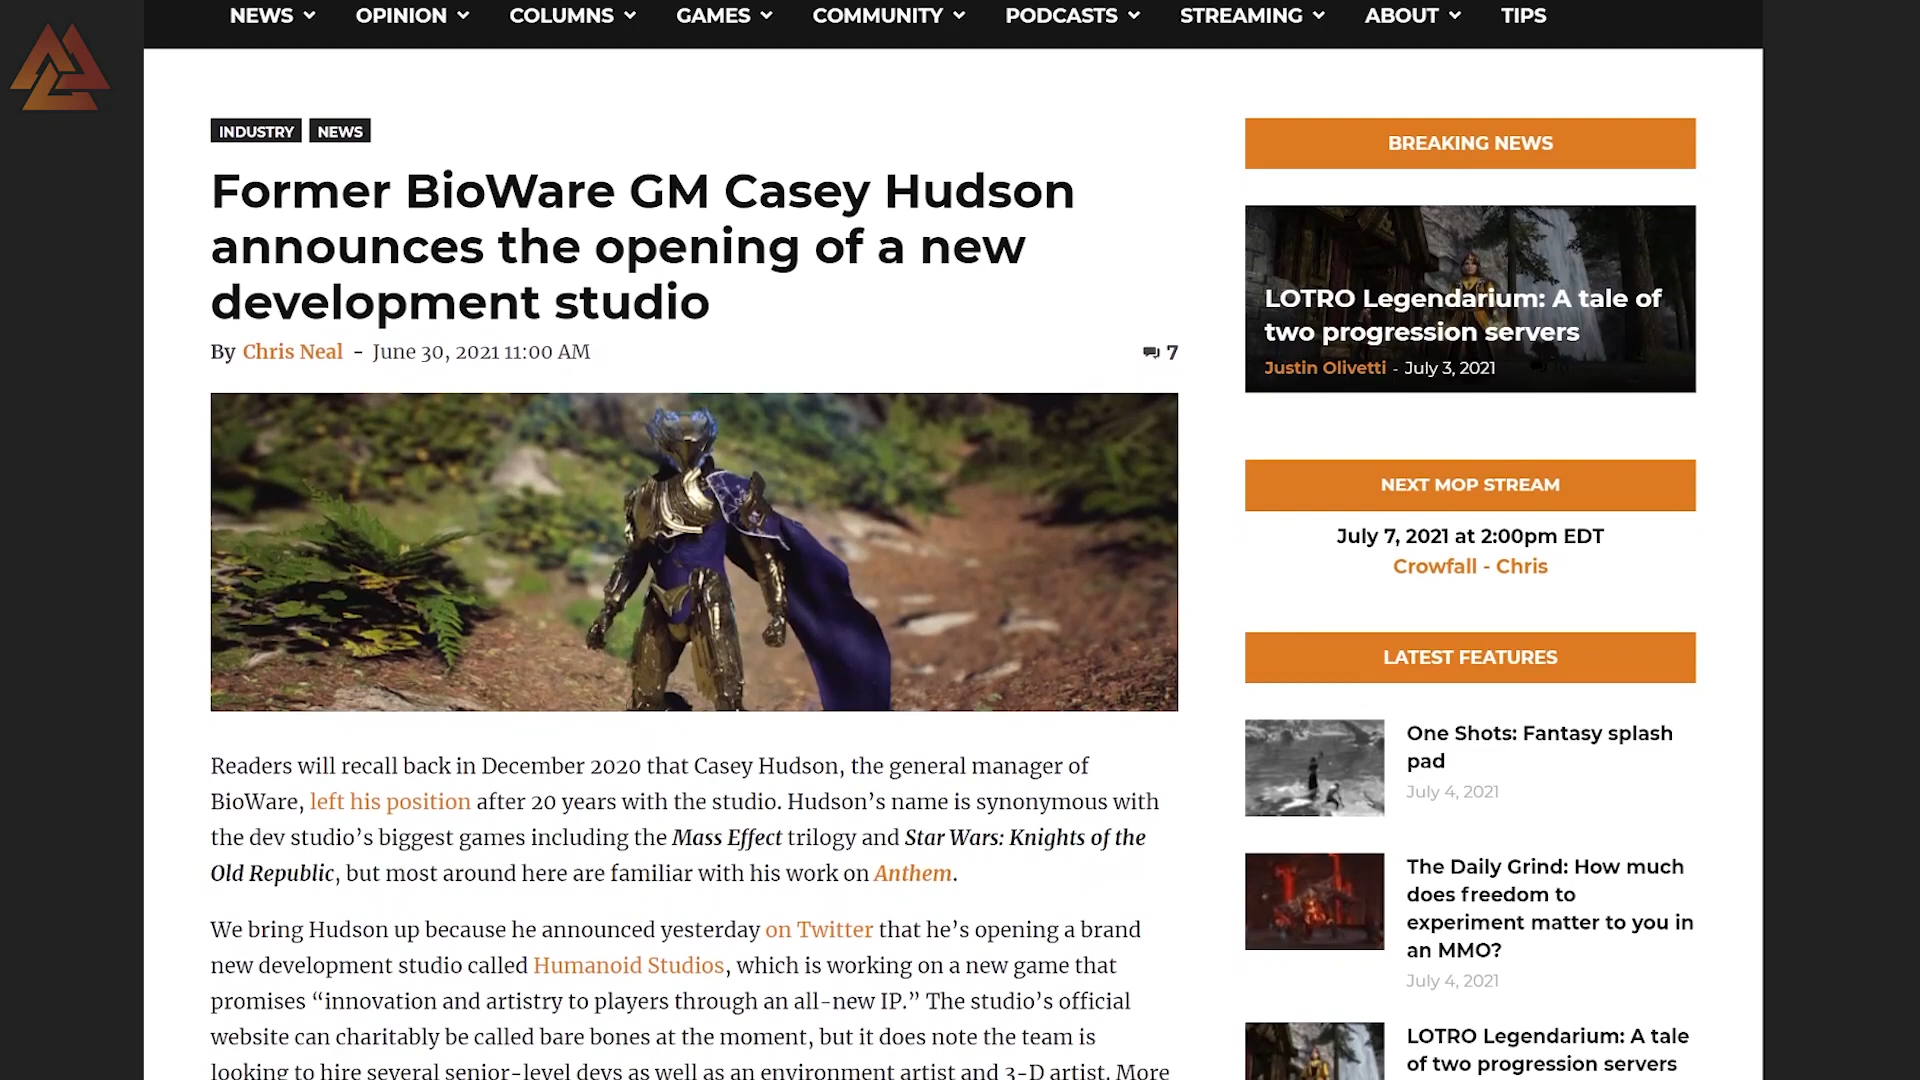 NEWS OPINION COLUMNS GAMES COMMUNITY PODCASTS STREAMING ABOUT TIPS
INDUSTRY NEWS
Former BioWare GM Casey Hudson
announces the opening of a new
development studio
By Chris Neal - June 30, 2021 11:00 AM
7
Readers will recall back in December 2020 that Casey Hudson, the general manager of
BioWare, left his position after 20 years with the studio. Hudson’s name is synonymous with
the dev studio’s biggest games including the Mass Effect trilogy and Star Wars: Knights of the
Old Republic, but most around here are familiar with his work on Anthem.
We bring Hudson up because he announced yesterday on Twitter that he’s opening a brand
new development studio called Humanoid Studios, which is working on a new game that
promises “innovation and artistry to players through an all-new IP.” The studio’s official
website can charitably be called bare bones at the moment, but it does note the team is
looking to hire several senior-level devs as well as an environment artist and 3-D artist. More
BREAKING NEWS
LOTRO Legendarium: A tale of
two progression servers
Justin Olivetti - July 3, 2021
NEXT MOP STREAM
July 7, 2021 at 2:00pm EDT
Crowfall - Chris
LATEST FEATURES
One Shots: Fantasy splash
pad
July 4, 2021
The Daily Grind: How much
does freedom to
experiment matter to you in
an MMO?
July 4, 2021
LOTRO Legendarium: A tale
of two progression servers